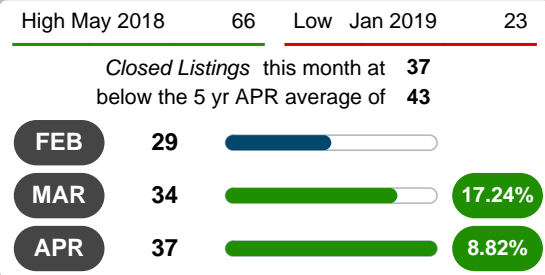 High May 2018 66 Low Jan 2019 23
Closed Listings this month at 37
below the 5 yr APR average of 43
FEB 29
MAR 34 17.24%
APR 37 8.82%